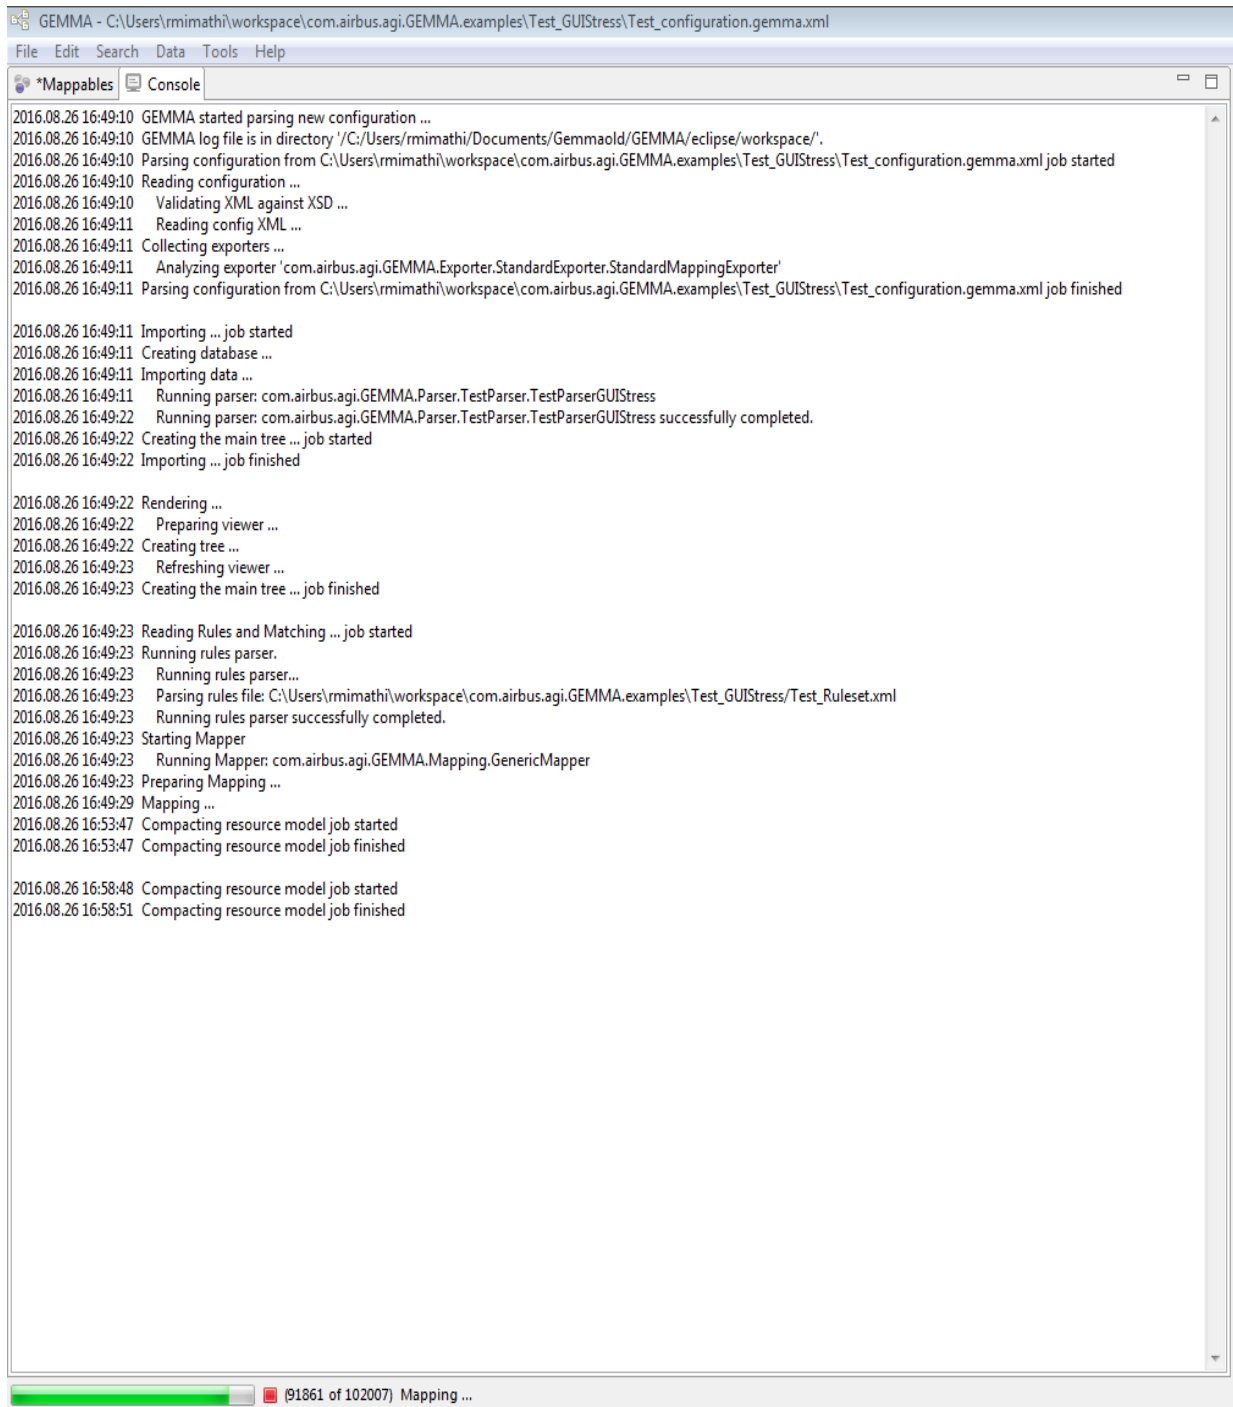 GEMMA - C:\Users\rmimathi\workspace\com.airbus.agi.GEMMA.examples\Test_GUIStress\Test_configuration.gemma.xml
File Edit Search Data Tools Help
*Mappables Console
2016.08.26 16:49:10 GEMMA started parsing new configuration ...
2016.08.26 16:49:10 GEMMA log file is in directory '/C:/Users/rmimathi/Documents/Gemmaold/GEMMA/eclipse/workspace/'.
2016.08.26 16:49:10 Parsing configuration from C:\Users\rmimathi\workspace\com.airbus.agi.GEMMA.examples\Test_GUIStress\Test_configuration.gemma.xml job started
2016.08.26 16:49:10 Reading configuration ...
2016.08.26 16:49:10 Validating XML against XSD ...
2016.08.26 16:49:11 Reading config XML ...
2016.08.26 16:49:11 Collecting exporters ...
2016.08.26 16:49:11 Analyzing exporter 'com.airbus.agi.GEMMA.Exporter.StandardExporter.StandardMappingExporter'
2016.08.26 16:49:11 Parsing configuration from C:\Users\rmimathi\workspace\com.airbus.agi.GEMMA.examples\Test_GUIStress\Test_configuration.gemma.xml job finished
2016.08.26 16:49:11 Importing ... job started
2016.08.26 16:49:11 Creating database ...
2016.08.26 16:49:11 Importing data ...
2016.08.26 16:49:11 Running parser: com.airbus.agi.GEMMA.Parser.TestParser.TestParserGUIStress
2016.08.26 16:49:22 Running parser: com.airbus.agi.GEMMA.Parser.TestParser.TestParserGUIStress successfully completed.
2016.08.26 16:49:22 Creating the main tree ... job started
2016.08.26 16:49:22 Importing ... job finished
2016.08.26 16:49:22 Rendering ...
2016.08.26 16:49:22 Preparing viewer ...
2016.08.26 16:49:22 Creating tree ...
2016.08.26 16:49:23 Refreshing viewer ...
2016.08.26 16:49:23 Creating the main tree ... job finished
2016.08.26 16:49:23 Reading Rules and Matching ... job started
2016.08.26 16:49:23 Running rules parser.
2016.08.26 16:49:23 Running rules parser...
2016.08.26 16:49:23 Parsing rules file: C:\Users\rmimathi\workspace\com.airbus.agi.GEMMA.examples\Test_GUIStress/Test_Ruleset.xml
2016.08.26 16:49:23 Running rules parser successfully completed.
2016.08.26 16:49:23 Starting Mapper
2016.08.26 16:49:23 Running Mapper: com.airbus.agi.GEMMA.Mapping.GenericMapper
2016.08.26 16:49:23 Preparing Mapping ...
2016.08.26 16:49:29 Mapping ...
2016.08.26 16:53:47 Compacting resource model job started
2016.08.26 16:53:47 Compacting resource model job finished
2016.08.26 16:58:48 Compacting resource model job started
2016.08.26 16:58:51 Compacting resource model job finished
(91861 of 102007) Mapping ...